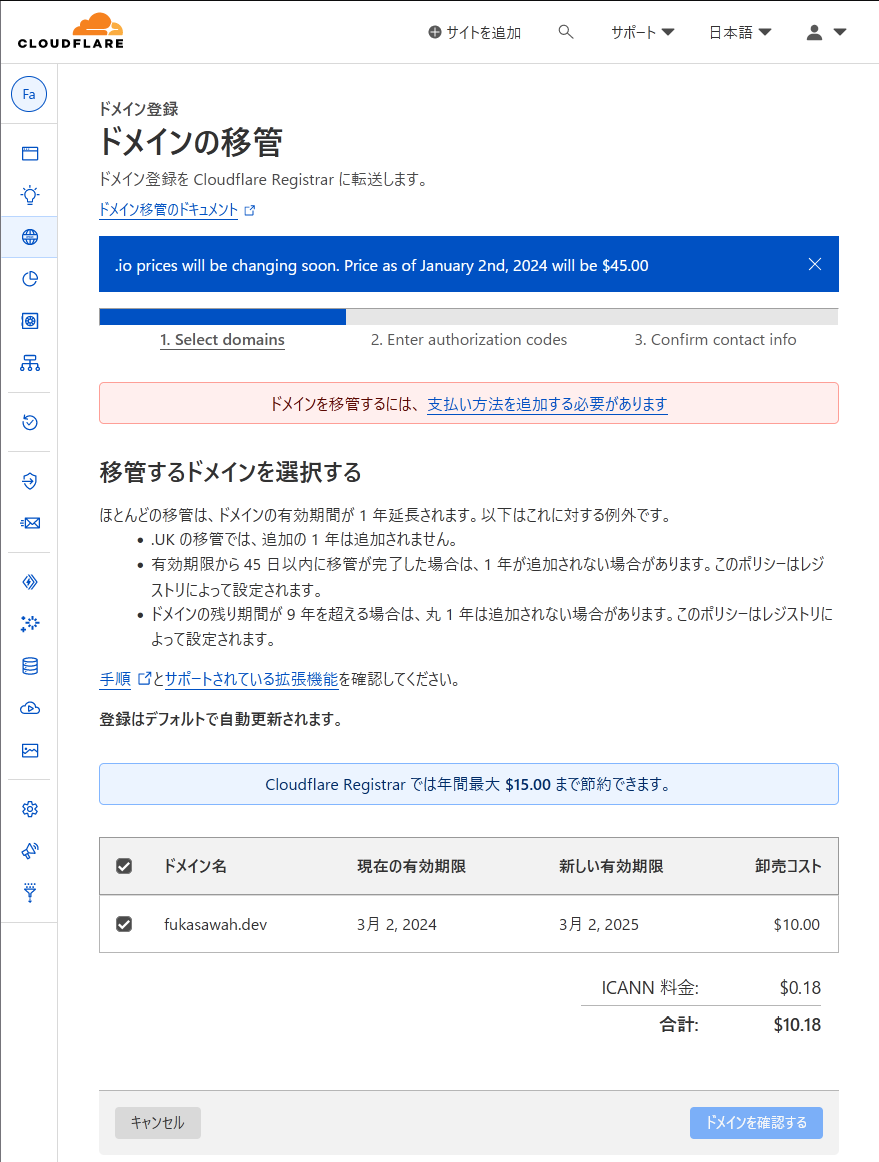 CLOUDFLARE
サイトを追加
サポート
日本語
Fa
ドメイン登録
ドメインの移管
ドメイン登録を Cloudflare Registrar に転送します。
ドメイン移管のドキュメント
.io prices will be changing soon. Price as of January 2nd, 2024 will be $45.00
1. Select domains 2. Enter authorization codes 3. Confirm contact info
ドメインを移管するには、 支払い方法を追加する必要があります
移管するドメインを選択する
ほとんどの移管は、ドメインの有効期間が 1 年延長されます。以下はこれに対する例外です。
• .UK の移管では、追加の 1 年は追加されません。
• 有効期限から 45 日以内に移管が完了した場合は、1 年が追加されない場合があります。このポリシーはレジ
ストリによって設定されます。
• ドメインの残り期間が 9 年を超える場合は、丸 1 年は追加されない場合があります。このポリシーはレジストリに
よって設定されます。
手順 とサポートされている拡張機能を確認してください。
登録はデフォルトで自動更新されます。
Cloudflare Registrar では年間最大 $15.00 まで節約できます。
ドメイン名 現在の有効期限 新しい有効期限 卸売コスト
fukasawah.dev 3月 2, 2024 3月 2, 2025 $10.00
ICANN 料金: $0.18
合計: $10.18
キャンセル
ドメインを確認する